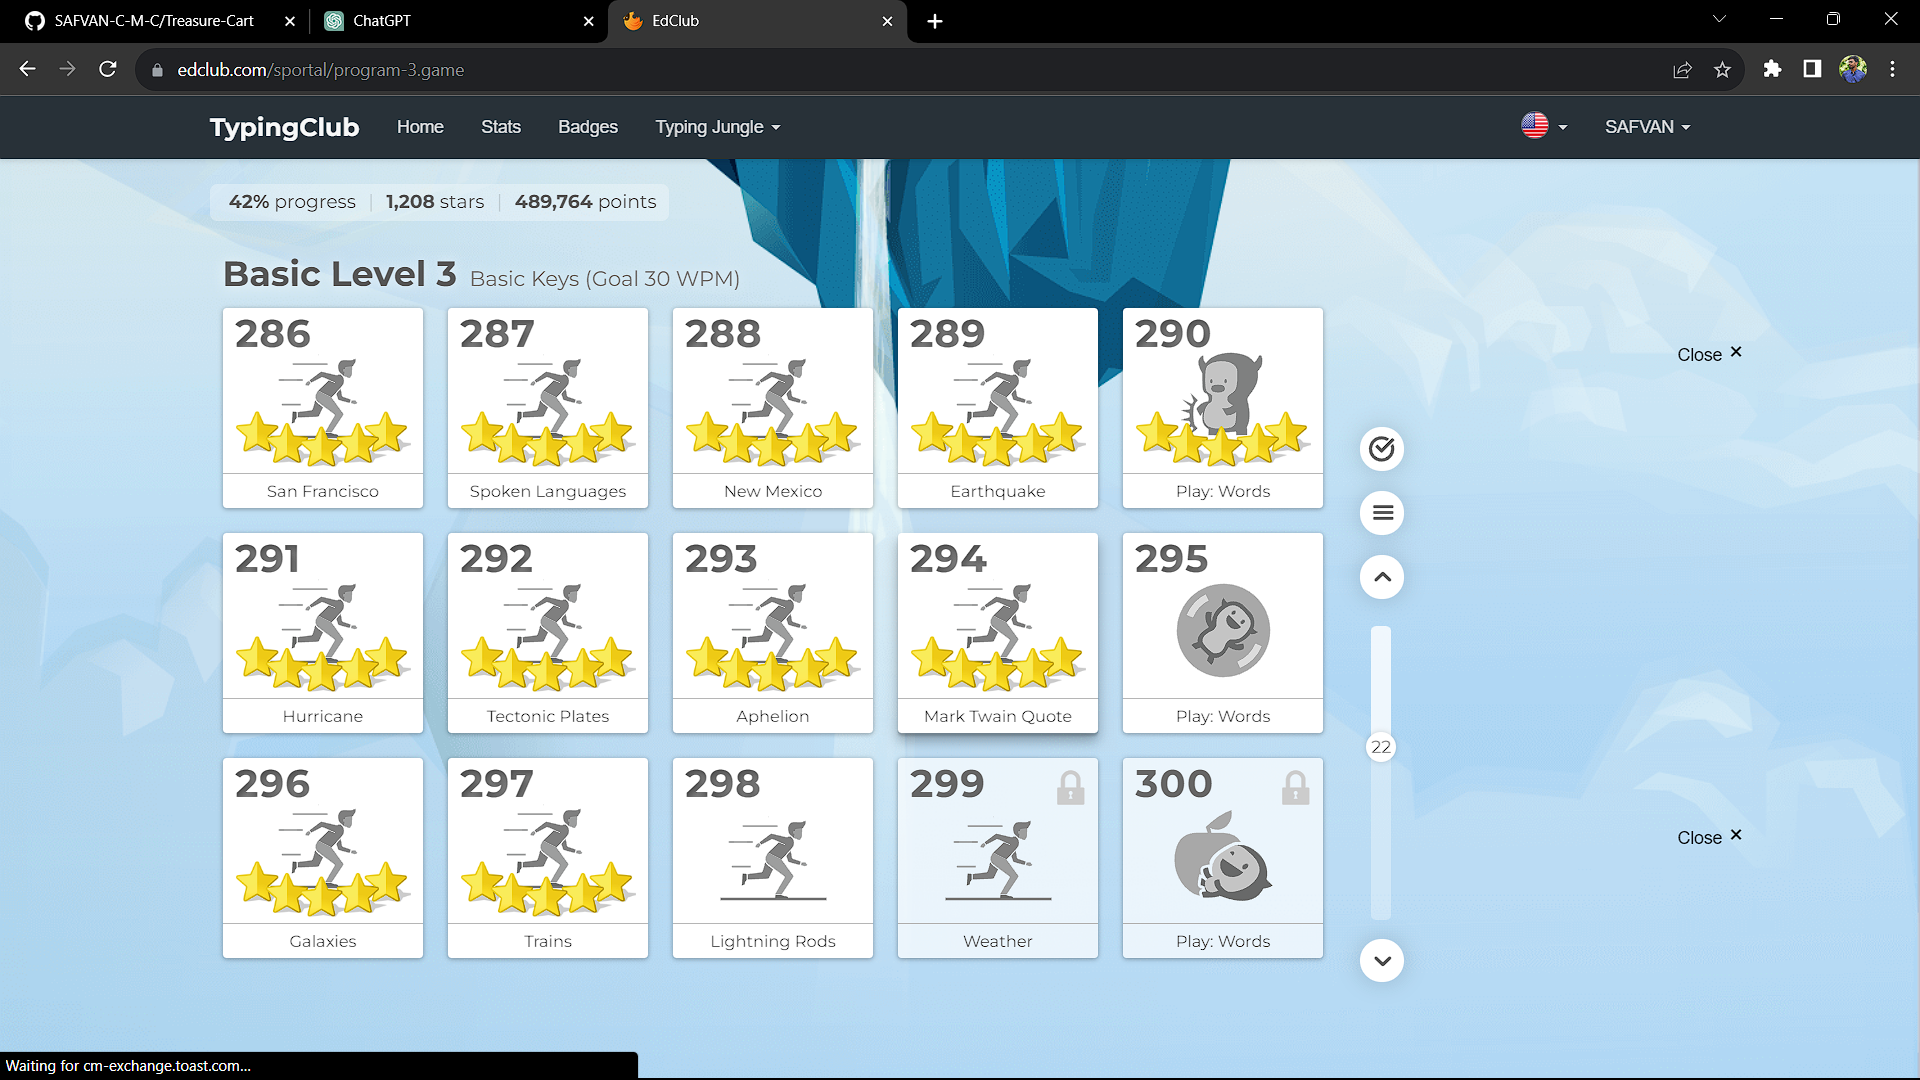 SAFVAN-C-M-C/Treasure-Cart
ChatGPT
EdClub
edclub.com/sportal/program-3.game
TypingClub
Home
Stats
Badges
Typing Jungle
SAFVAN
42% progress
1,208 stars
489,764 points
Basic Level 3 Basic Keys (Goal 30 WPM)
286
287
288
289
290
San Francisco
Spoken Languages
New Mexico
Earthquake
Play: Words
Close
291
292
293
294
295
Hurricane
Tectonic Plates
Aphelion
Mark Twain Quote
Play: Words
22
296
297
298
299
300
Galaxies
Trains
Lightning Rods
Weather
Play: Words
Close
Waiting for cm-exchange.toast.com...